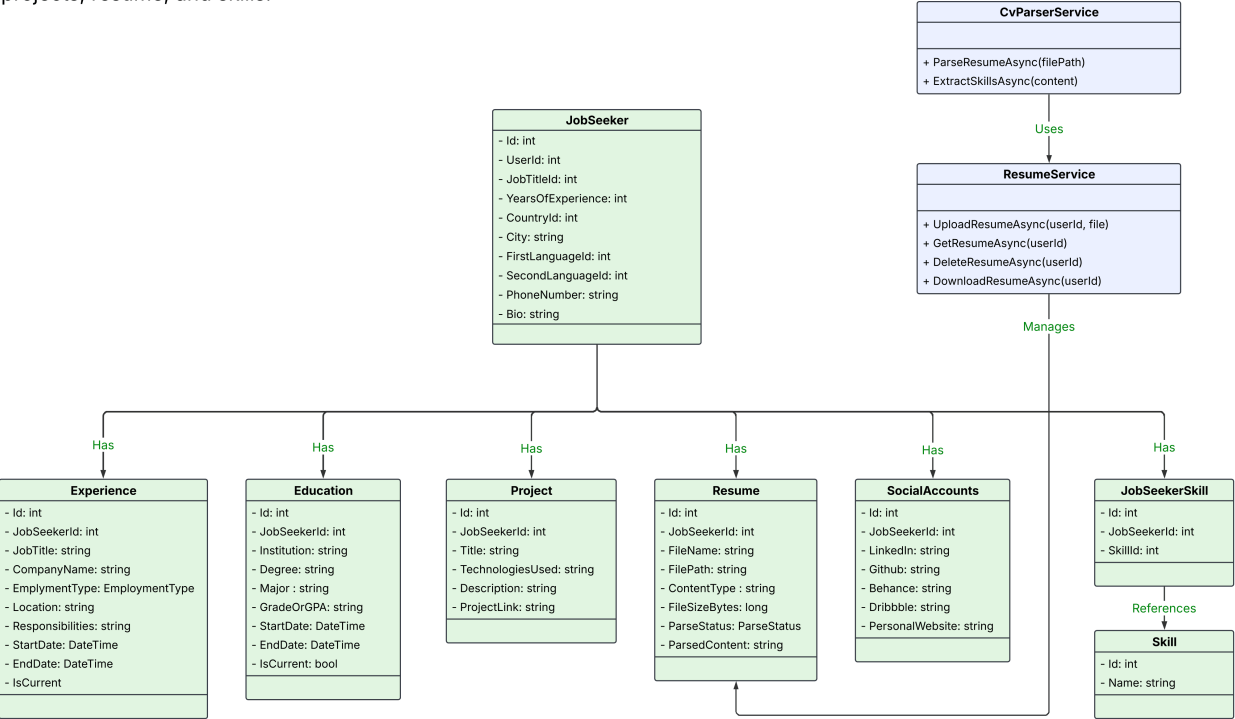 projects, resume, and skills.
CvParserService
+ ParseResumeAsync(filePath)
+ ExtractSkillsAsync(content)
Uses
ResumeService
+ UploadResumeAsync(userId, file)
+ GetResumeAsync(userId)
+ DeleteResumeAsync(userId)
+ DownloadResumeAsync(userId)
Manages
JobSeeker
- Id: int
- UserId: int
- JobTitleId: int
- YearsOfExperience: int
- CountryId: int
- City: string
- FirstLanguageId: int
- SecondLanguageId: int
- PhoneNumber: string
- Bio: string
Has
Has
Has
Has
Has
Has
Experience
- Id: int
- JobSeekerId: int
- JobTitle: string
- CompanyName: string
- EmplymentType: EmploymentType
- Location: string
- Responsibilities: string
- StartDate: DateTime
- EndDate: DateTime
- IsCurrent
Education
- Id: int
- JobSeekerId: int
- Institution: string
- Degree: string
- Major : string
- GradeOrGPA: string
- StartDate: DateTime
- EndDate: DateTime
- IsCurrent: bool
Project
- Id: int
- JobSeekerId: int
- Title: string
- TechnologiesUsed: string
- Description: string
- ProjectLink: string
Resume
- Id: int
- JobSeekerId: int
- FileName: string
- FilePath: string
- ContentType : string
- FileSizeBytes: long
- ParseStatus: ParseStatus
- ParsedContent: string
SocialAccounts
- Id: int
- JobSeekerId: int
- LinkedIn: string
- Github: string
- Behance: string
- Dribbble: string
- PersonalWebsite: string
JobSeekerSkill
- Id: int
- JobSeekerId: int
- SkillId: int
References
Skill
- Id: int
- Name: string